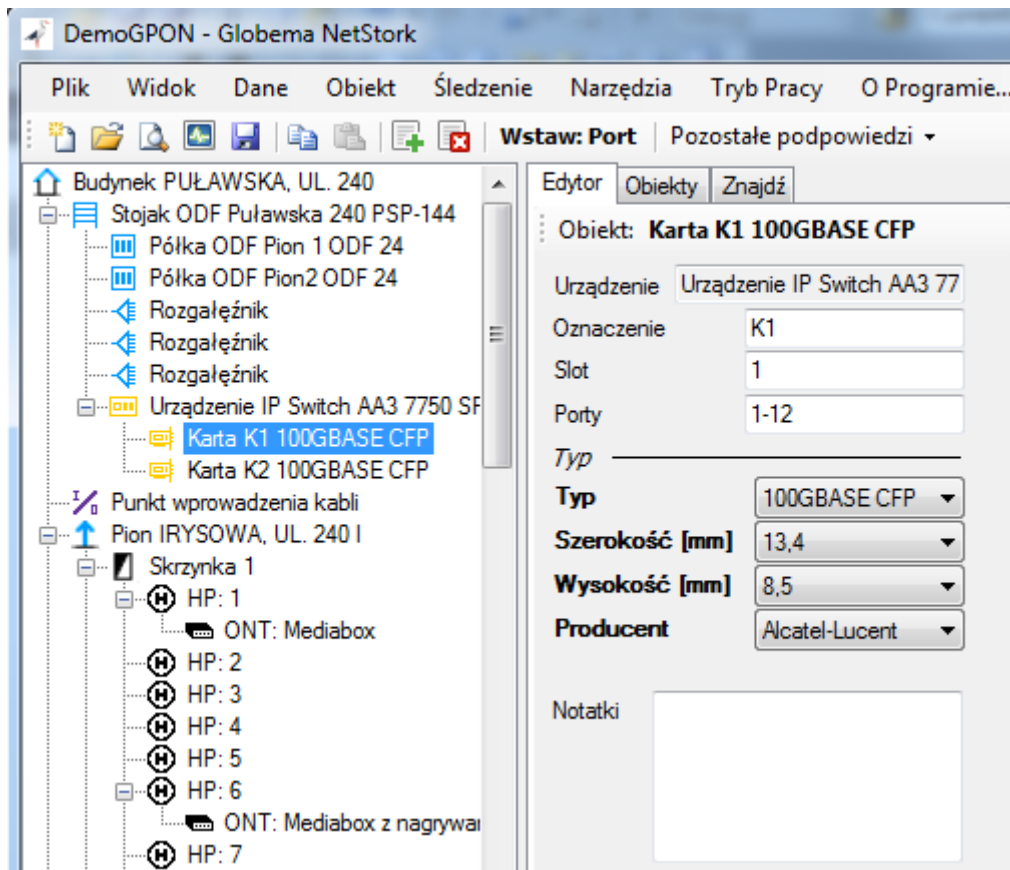 DemoGPON - Globema NetStork
Plik Widok Dane Obiekt Śledzenie Narzędzia Tryb Pracy O Programie...
Wstaw: Port Pozostałe podpowiedzi
Budynek PUŁAWSKA, UL. 240
Stojak ODF Puławska 240 PSP-144
Półka ODF Pion 1 ODF 24
Półka ODF Pion2 ODF 24
Rozgałęźnik
Rozgałęźnik
Rozgałęźnik
Urządzenie IP Switch AA3 7750 SF
Karta K1 100GBASE CFP
Karta K2 100GBASE CFP
Punkt wprowadzenia kabli
Pion IRYSOWA, UL. 240 I
Skrzynka 1
HP: 1
ONT: Mediabox
HP: 2
HP: 3
HP: 4
HP: 5
HP: 6
ONT: Mediabox z nagrywar
HP: 7
Edytor Obiekty Znajdź
Obiekt: Karta K1 100GBASE CFP
Urządzenie Urządzenie IP Switch AA3 77
Oznaczenie K1
Slot 1
Porty 1-12
Typ
Typ 100GBASE CFP
Szerokość [mm] 13,4
Wysokość [mm] 8,5
Producent Alcatel-Lucent
Notatki